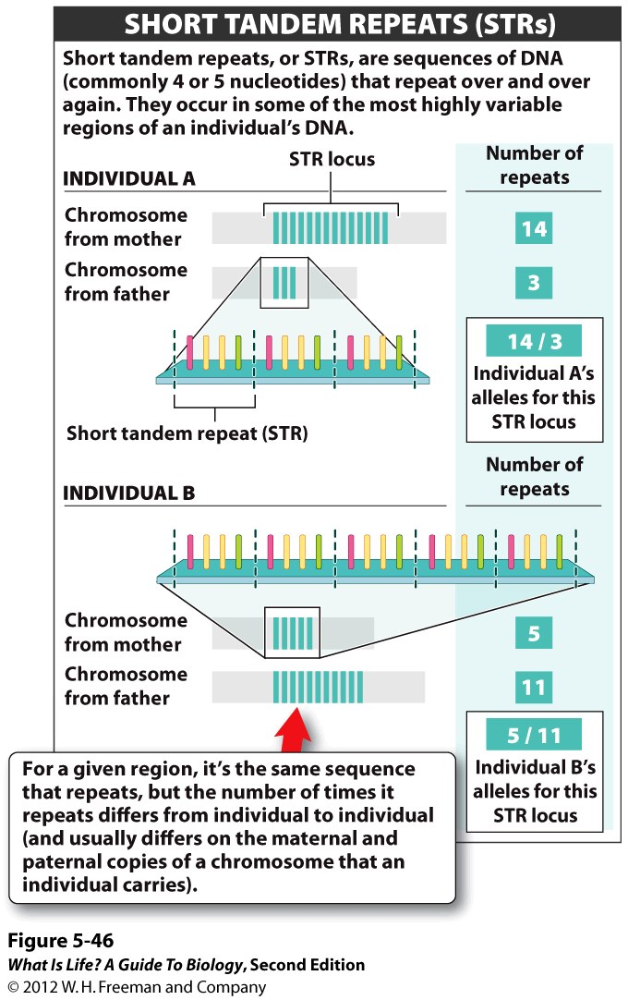 SHORT TANDEM REPEATS (STRs)
Short tandem repeats, or STRs, are sequences of DNA
(commonly 4 or 5 nucleotides) that repeat over and over
again. They occur in some of the most highly variable
regions of an individual's DNA.
STR locus
Number of
repeats
INDIVIDUAL A
Chromosome
from mother
14
Chromosome
from father
3
14 / 3
Individual A's
alleles for this
STR locus
Short tandem repeat (STR)
Number of
repeats
INDIVIDUAL B
Chromosome
from mother
5
Chromosome
from father
11
5 / 11
Individual B's
alleles for this
STR locus
For a given region, it's the same sequence
that repeats, but the number of times it
repeats differs from individual to individual
(and usually differs on the maternal and
paternal copies of a chromosome that an
individual carries).
Figure 5-46
What Is Life? A Guide To Biology, Second Edition
© 2012 W. H. Freeman and Company